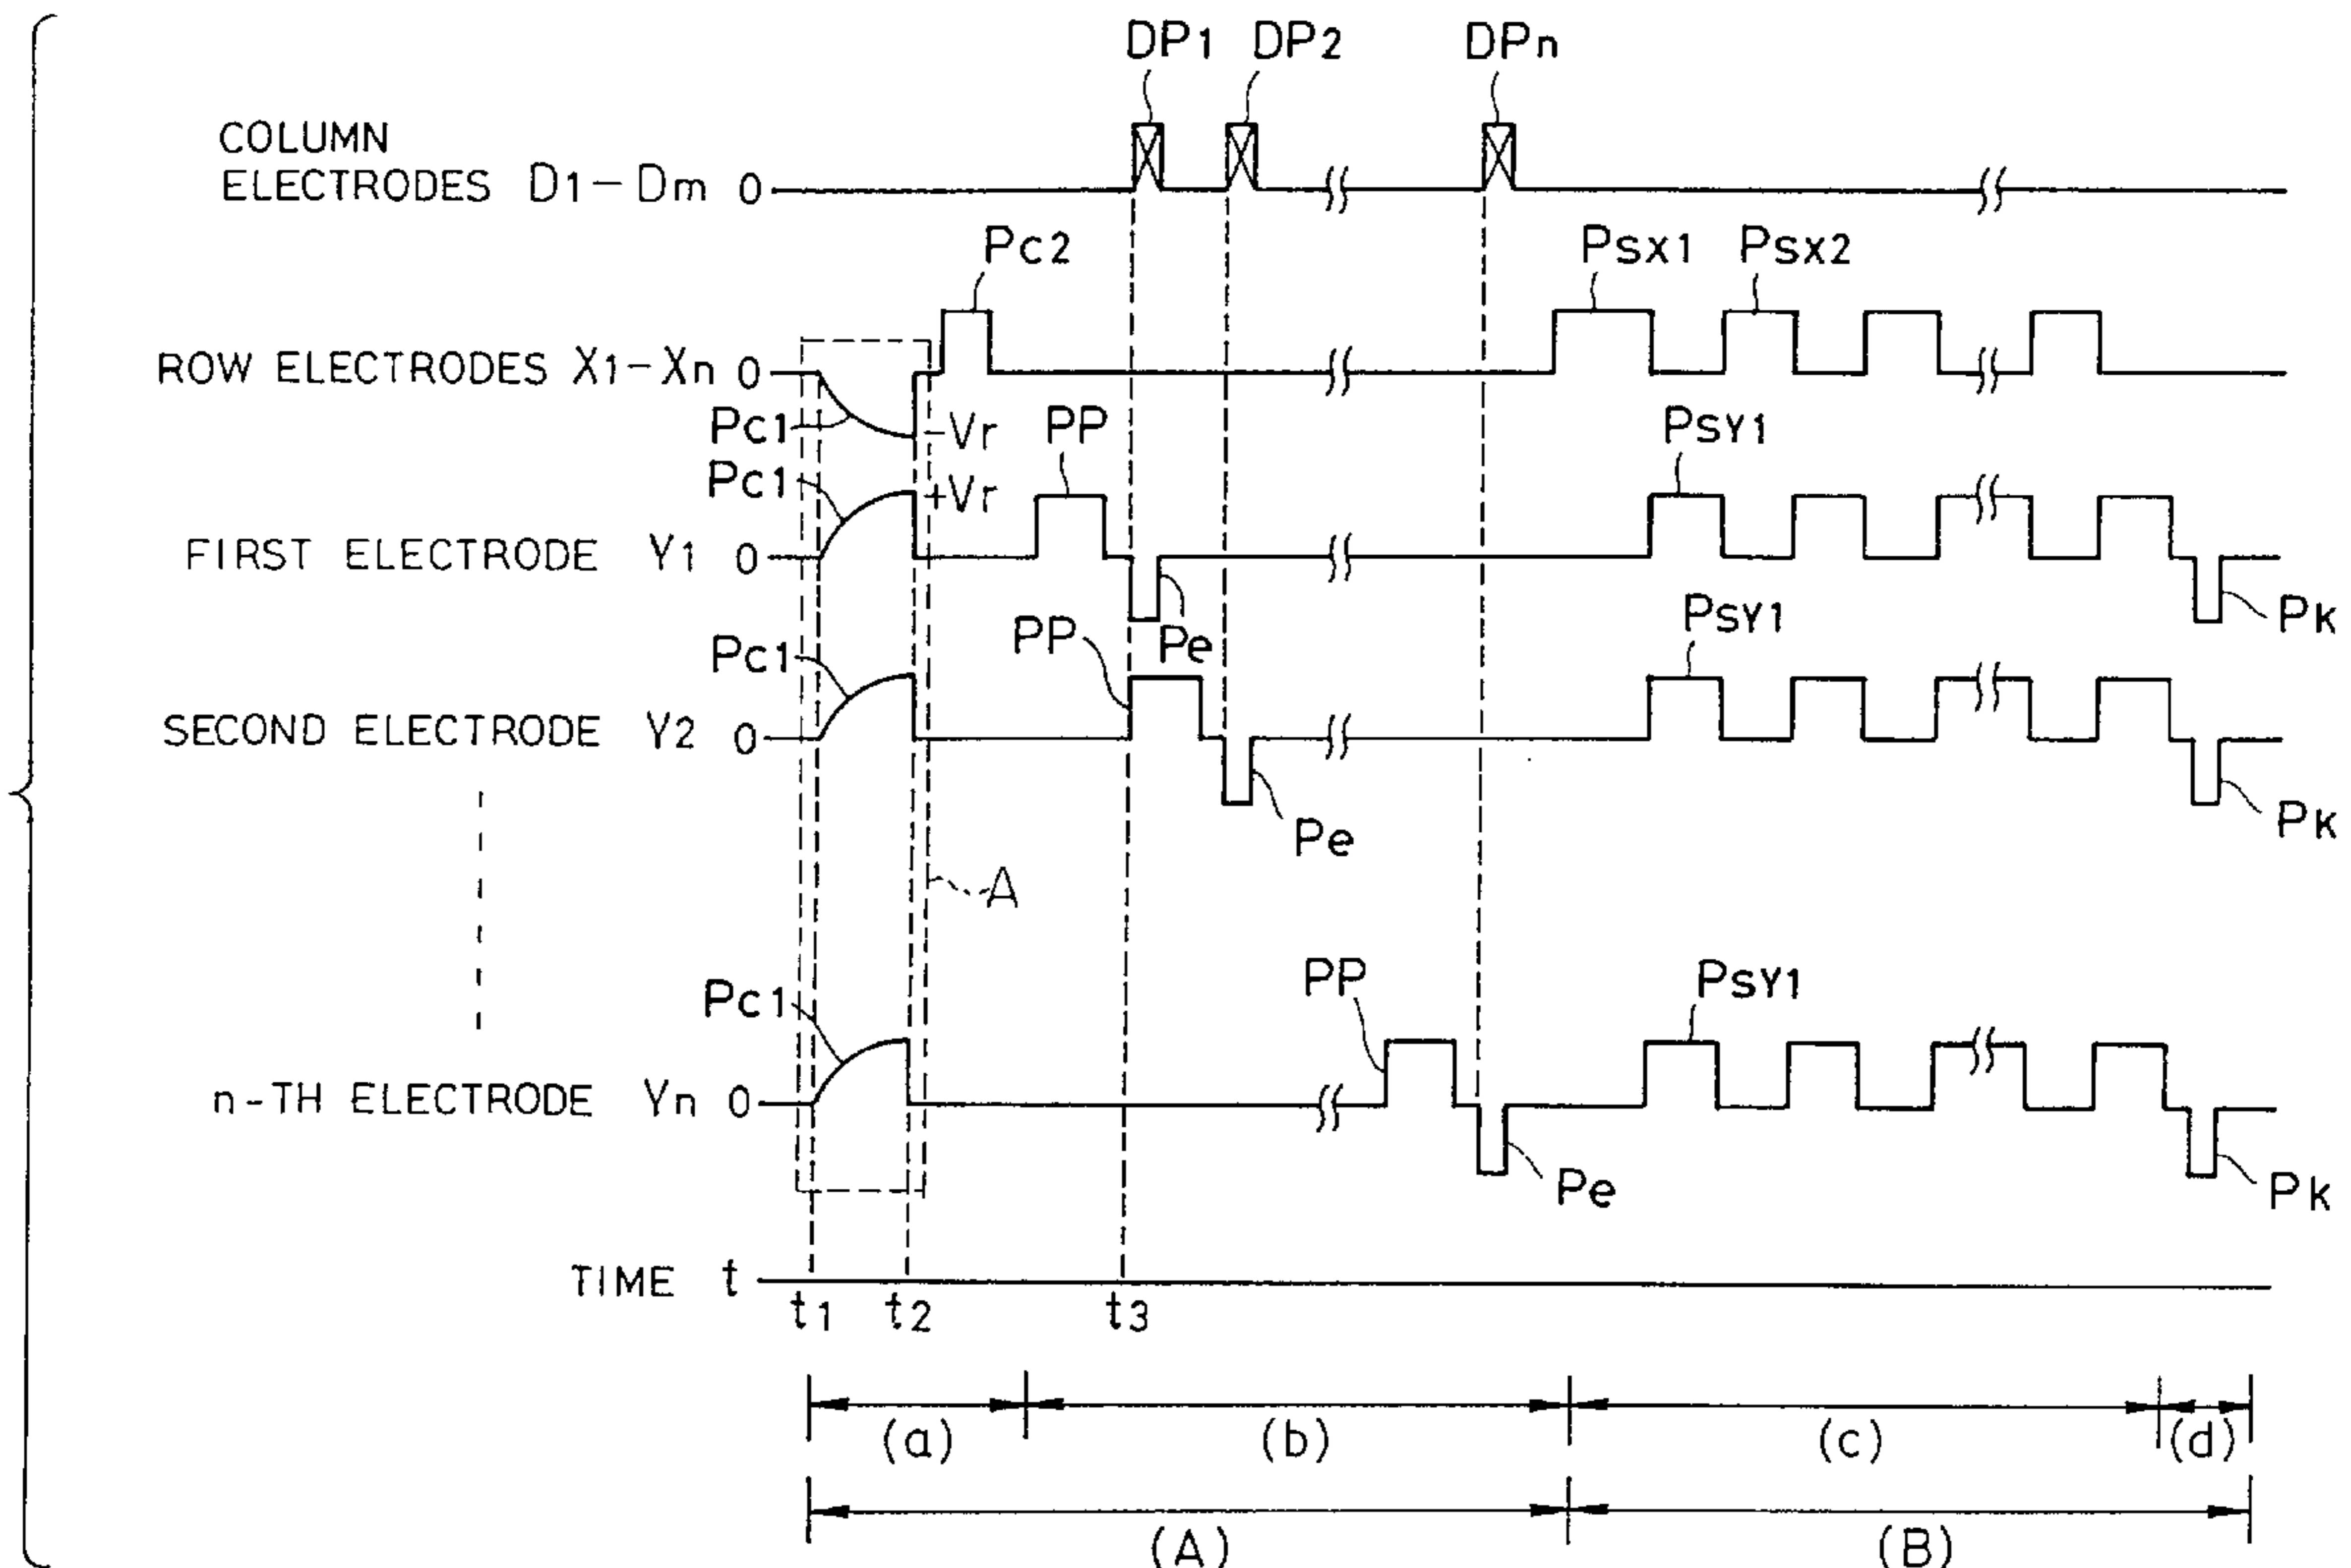 DP1 DP2 DPn
COLUMN
ELECTRODES D1-Dm 0
Pc2 PSX1 PSX2
ROW ELECTRODES X1-Xn 0
Pc1 -Vr PP PSY1
Pc1 +Vr
FIRST ELECTRODE Y1 0
Pe Pk
Pc1 PP PSY1
SECOND ELECTRODE Y2 0
Pe Pk
A
Pc1 PP PSY1
n-TH ELECTRODE Yn 0
Pe Pk
TIME t
t1 t2 t3
(a) (b) (c) (d)
(A) (B)